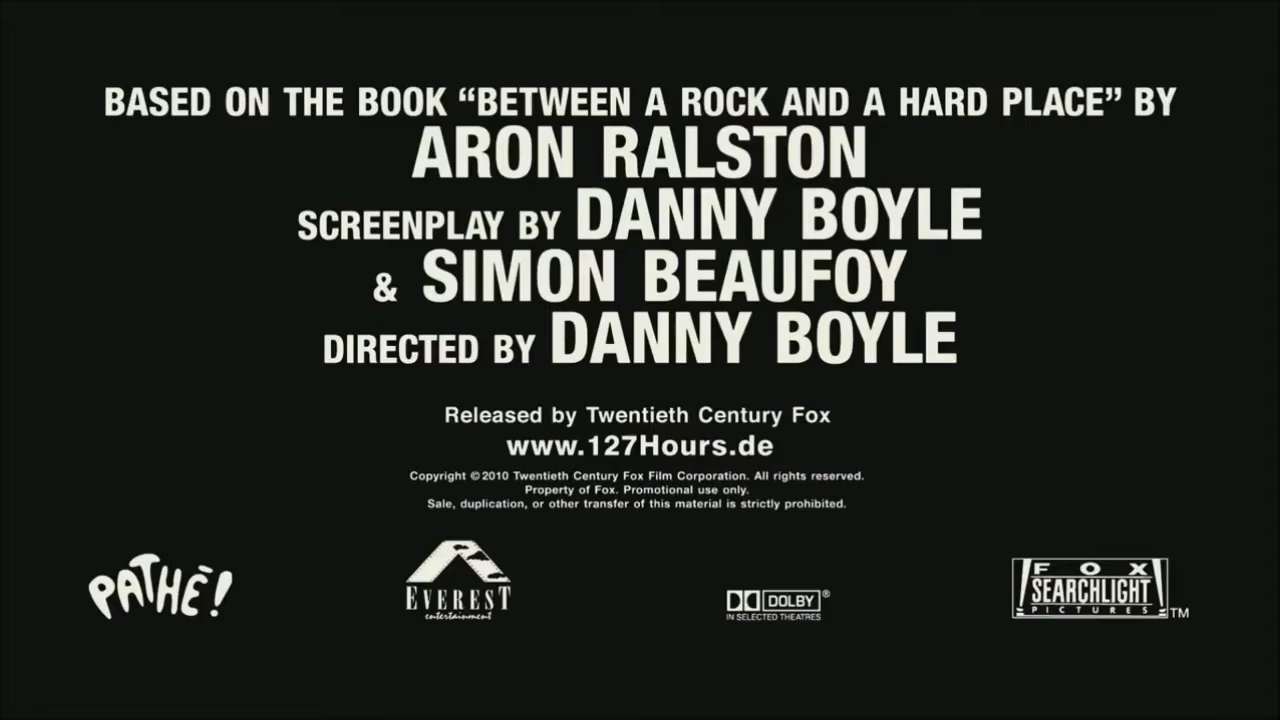 BASED ON THE BOOK “BETWEEN A ROCK AND A HARD PLACE” BY
ARON RALSTON
SCREENPLAY BY DANNY BOYLE
& SIMON BEAUFOY
DIRECTED BY DANNY BOYLE
Released by Twentieth Century Fox
www.127Hours.de
Copyright ©2010 Twentieth Century Fox Film Corporation. All rights reserved.
Property of Fox. Promotional use only.
Sale, duplication, or other transfer of this material is strictly prohibited.
PATHÉ!
EVEREST
entertainment
DOLBY®
IN SELECTED THEATRES
FOX
SEARCHLIGHT
PICTURES TM